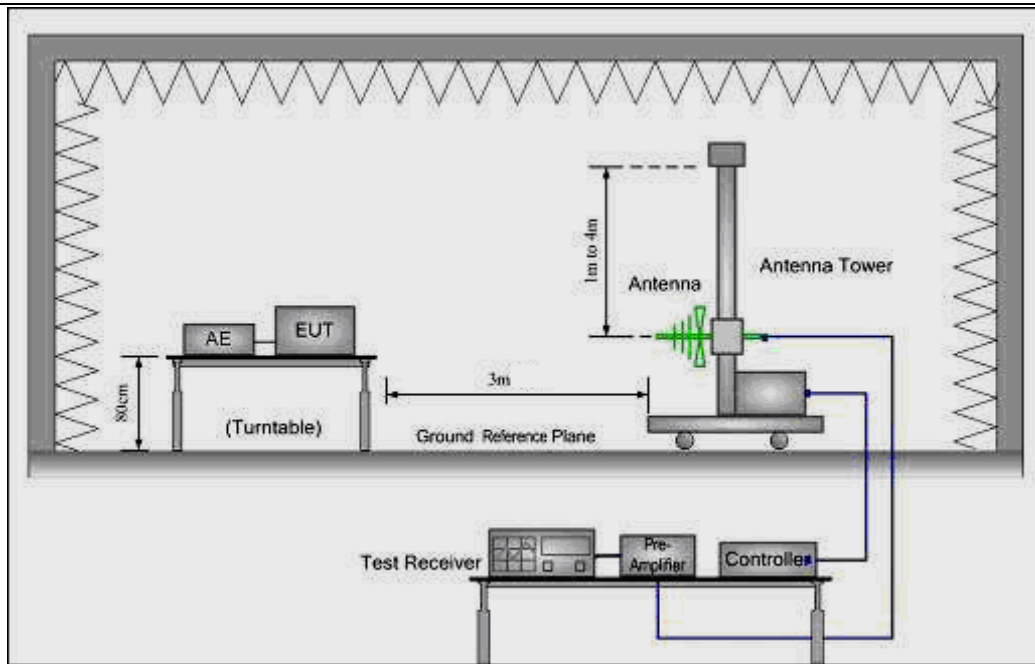 1m to 4m
Antenna
Antenna Tower
AE
EUT
80cm
3m
(Turntable)
Ground Reference Plane
Test Receiver
Pre-
Amplifier
Controller